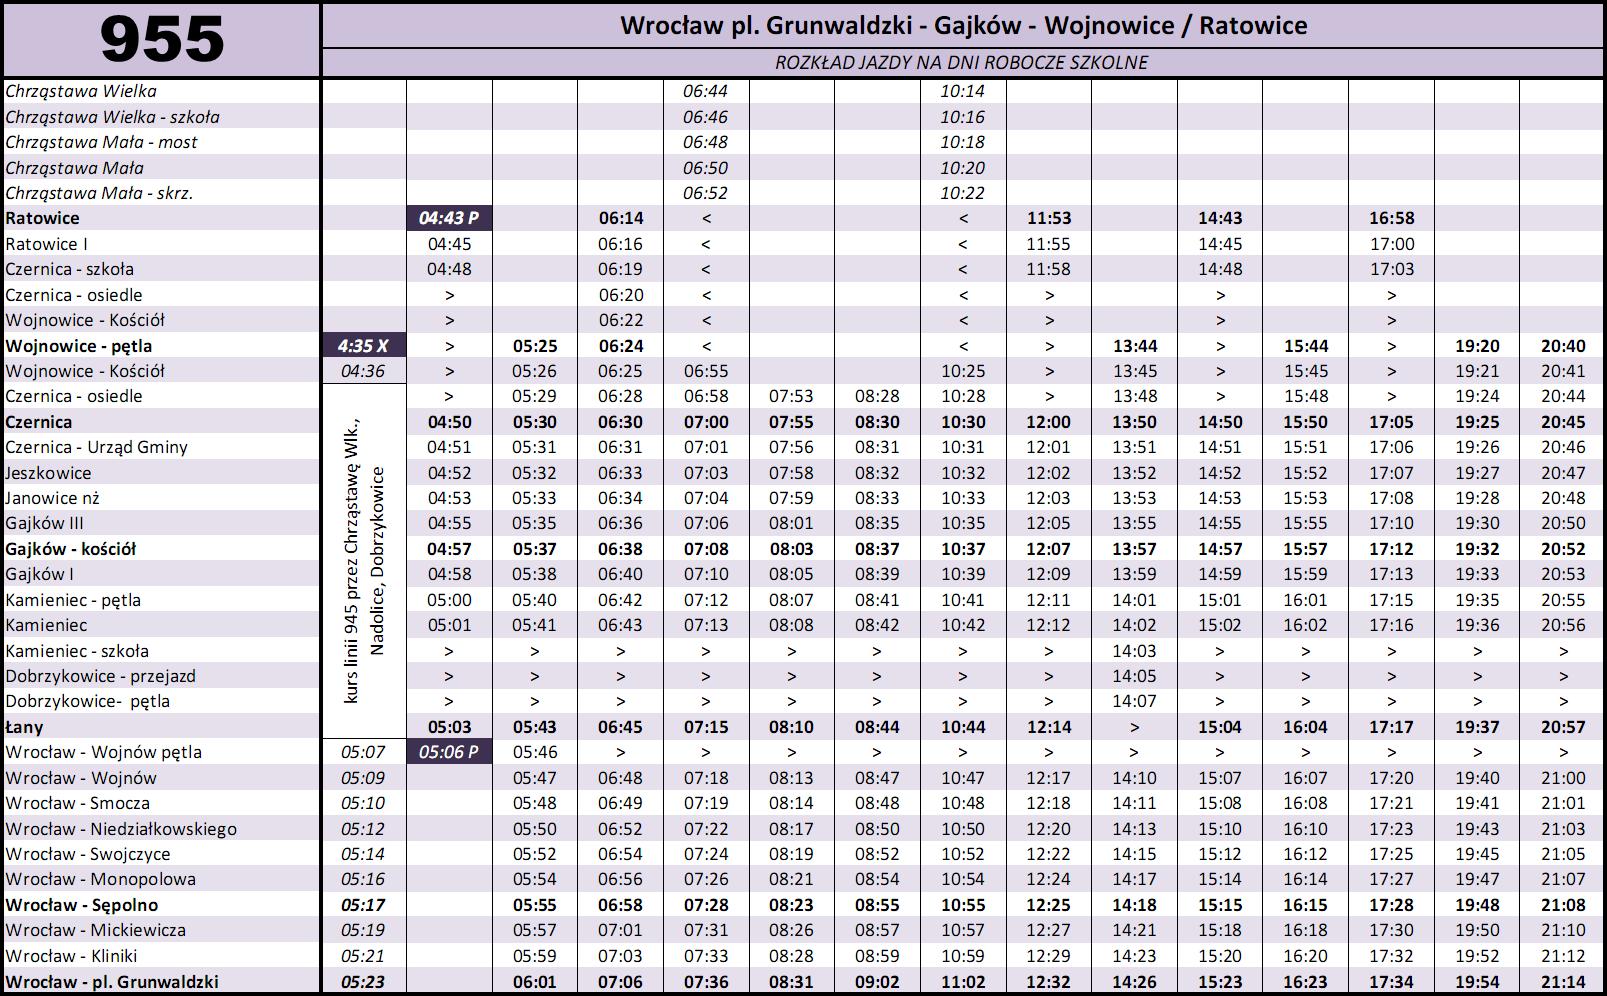 955
Wrocław pl. Grunwaldzki - Gajków - Wojnowice / Ratowice
ROZKŁAD JAZDY NA DNI ROBOCZE SZKOLNE
Chrząstawa Wielka 06:44 10:14
Chrząstawa Wielka - szkoła 06:46 10:16
Chrząstawa Mała - most 06:48 10:18
Chrząstawa Mała 06:50 10:20
Chrząstawa Mała - skrz. 06:52 10:22
Ratowice 04:43 P 06:14 < < 11:53 14:43 16:58
Ratowice I 04:45 06:16 < < 11:55 14:45 17:00
Czernica - szkoła 04:48 06:19 < < 11:58 14:48 17:03
Czernica - osiedle > 06:20 < < > > >
Wojnowice - Kościół > 06:22 < < > > >
Wojnowice - pętla 4:35 X > 05:25 06:24 < < > 13:44 > 15:44 > 19:20 20:40
Wojnowice - Kościół 04:36 > 05:26 06:25 06:55 10:25 > 13:45 > 15:45 > 19:21 20:41
kurs linii 945 przez Chrząstawę Wlk.,
Nadolice, Dobrzykowice
Czernica - osiedle > 05:29 06:28 06:58 07:53 08:28 10:28 > 13:48 > 15:48 > 19:24 20:44
Czernica 04:50 05:30 06:30 07:00 07:55 08:30 10:30 12:00 13:50 14:50 15:50 17:05 19:25 20:45
Czernica - Urząd Gminy 04:51 05:31 06:31 07:01 07:56 08:31 10:31 12:01 13:51 14:51 15:51 17:06 19:26 20:46
Jeszkowice 04:52 05:32 06:33 07:03 07:58 08:32 10:32 12:02 13:52 14:52 15:52 17:07 19:27 20:47
Janowice nż 04:53 05:33 06:34 07:04 07:59 08:33 10:33 12:03 13:53 14:53 15:53 17:08 19:28 20:48
Gajków III 04:55 05:35 06:36 07:06 08:01 08:35 10:35 12:05 13:55 14:55 15:55 17:10 19:30 20:50
Gajków - kościół 04:57 05:37 06:38 07:08 08:03 08:37 10:37 12:07 13:57 14:57 15:57 17:12 19:32 20:52
Gajków I 04:58 05:38 06:40 07:10 08:05 08:39 10:39 12:09 13:59 14:59 15:59 17:13 19:33 20:53
Kamieniec - pętla 05:00 05:40 06:42 07:12 08:07 08:41 10:41 12:11 14:01 15:01 16:01 17:15 19:35 20:55
Kamieniec 05:01 05:41 06:43 07:13 08:08 08:42 10:42 12:12 14:02 15:02 16:02 17:16 19:36 20:56
Kamieniec - szkoła > > > > > > > > 14:03 > > > > >
Dobrzykowice - przejazd > > > > > > > > 14:05 > > > > >
Dobrzykowice- pętla > > > > > > > > 14:07 > > > > >
Łany 05:03 05:43 06:45 07:15 08:10 08:44 10:44 12:14 > 15:04 16:04 17:17 19:37 20:57
Wrocław - Wojnów pętla 05:07 05:06 P 05:46 > > > > > > > > > > >
Wrocław - Wojnów 05:09 05:47 06:48 07:18 08:13 08:47 10:47 12:17 14:10 15:07 16:07 17:20 19:40 21:00
Wrocław - Smocza 05:10 05:48 06:49 07:19 08:14 08:48 10:48 12:18 14:11 15:08 16:08 17:21 19:41 21:01
Wrocław - Niedziałkowskiego 05:12 05:50 06:52 07:22 08:17 08:50 10:50 12:20 14:13 15:10 16:10 17:23 19:43 21:03
Wrocław - Swojczyce 05:14 05:52 06:54 07:24 08:19 08:52 10:52 12:22 14:15 15:12 16:12 17:25 19:45 21:05
Wrocław - Monopolowa 05:16 05:54 06:56 07:26 08:21 08:54 10:54 12:24 14:17 15:14 16:14 17:27 19:47 21:07
Wrocław - Sępolno 05:17 05:55 06:58 07:28 08:23 08:55 10:55 12:25 14:18 15:15 16:15 17:28 19:48 21:08
Wrocław - Mickiewicza 05:19 05:57 07:01 07:31 08:26 08:57 10:57 12:27 14:21 15:18 16:18 17:30 19:50 21:10
Wrocław - Kliniki 05:21 05:59 07:03 07:33 08:28 08:59 10:59 12:29 14:23 15:20 16:20 17:32 19:52 21:12
Wrocław - pl. Grunwaldzki 05:23 06:01 07:06 07:36 08:31 09:02 11:02 12:32 14:26 15:23 16:23 17:34 19:54 21:14